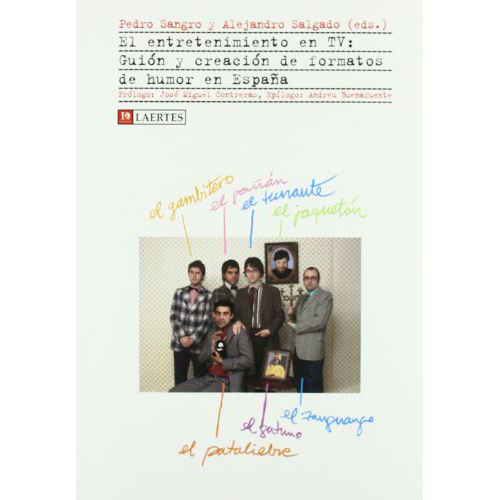 Pedro Sangro y Alejandro Salgado (eds.)
El entretenimiento en TV:
Guión y creación de formatos
de humor en España
Prólogo: José Miguel Contreras, Epílogo: Andreu Buenafuente
LAERTES
el gambitero
el gañán
el tunante
el jaquetón
el zanguango
el gatuno
el pataliebre